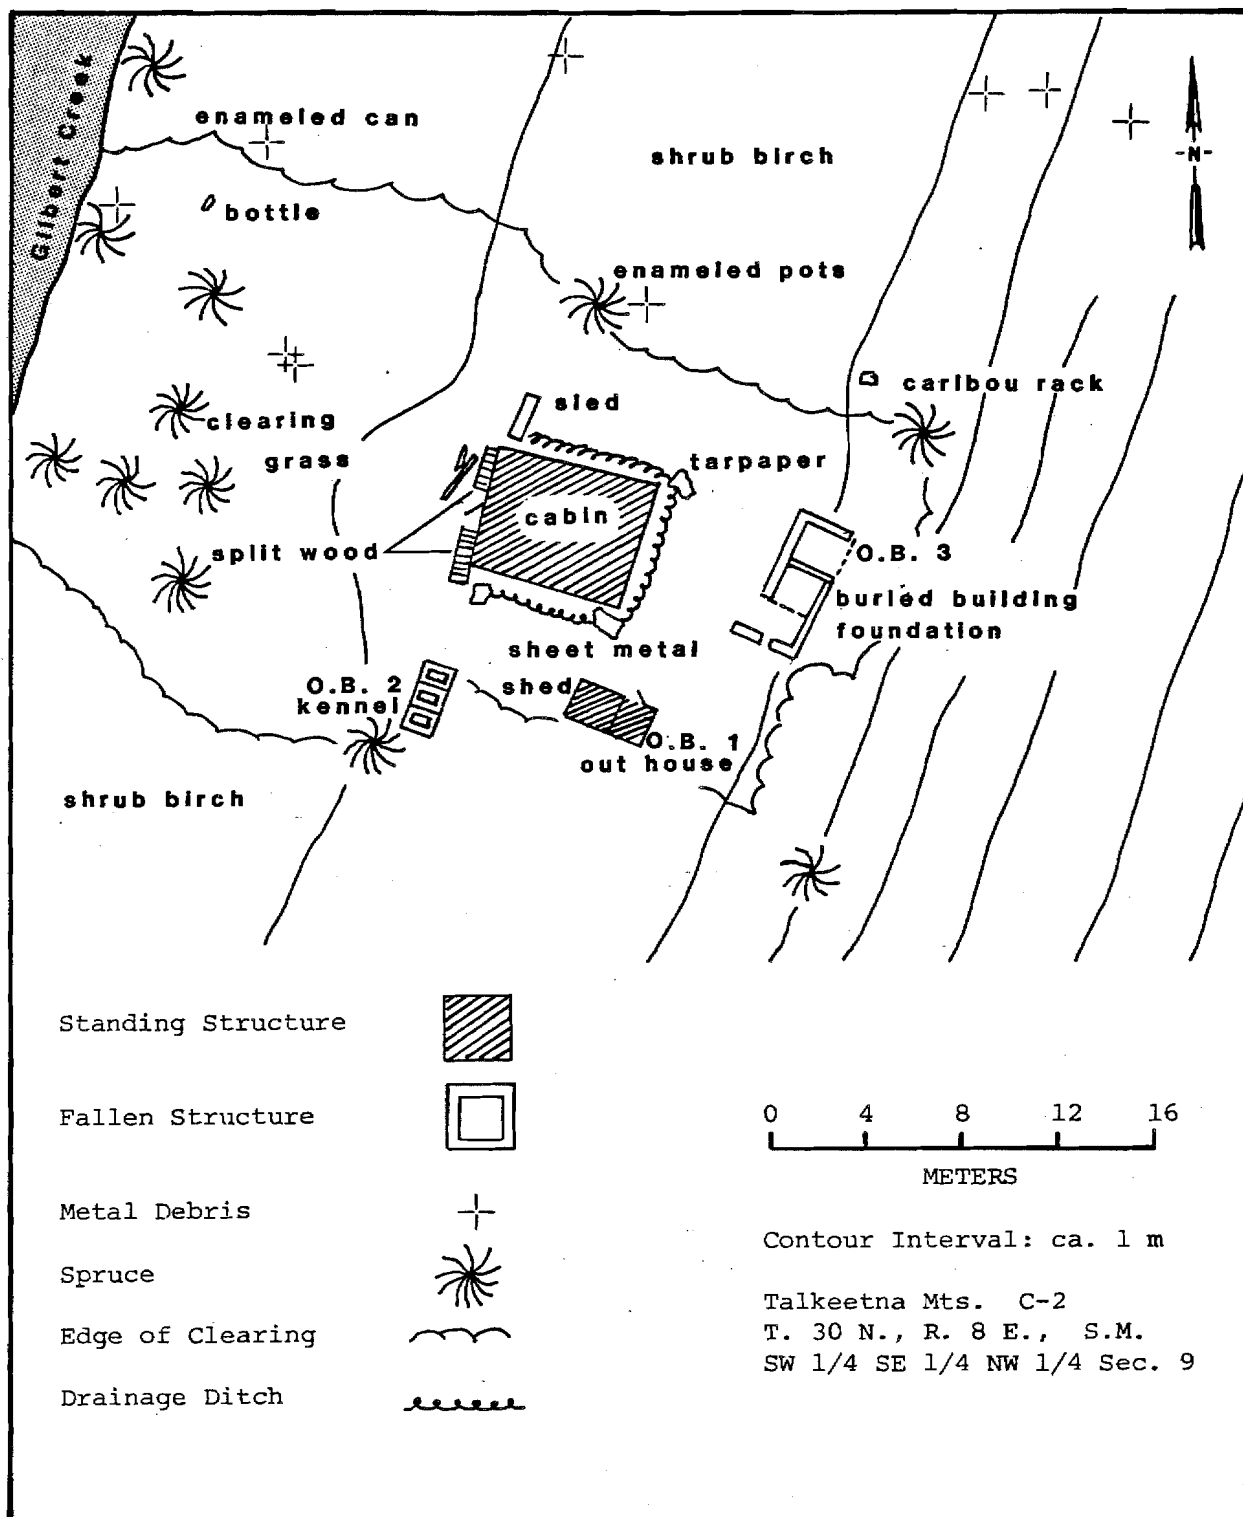 Gilbert Creek
enameled can
shrub birch
-N-
bottle
enameled pots
caribou rack
sled
clearing
grass
tarpaper
cabin
split wood
O.B. 3
buried building
foundation
sheet metal
O.B. 2
kennel
shed
O.B. 1
out house
shrub birch
Standing Structure
Fallen Structure
0 4 8 12 16
METERS
Metal Debris
Contour Interval: ca. 1 m
Spruce
Talkeetna Mts. C-2
Edge of Clearing
T. 30 N., R. 8 E., S.M.
SW 1/4 SE 1/4 NW 1/4 Sec. 9
Drainage Ditch